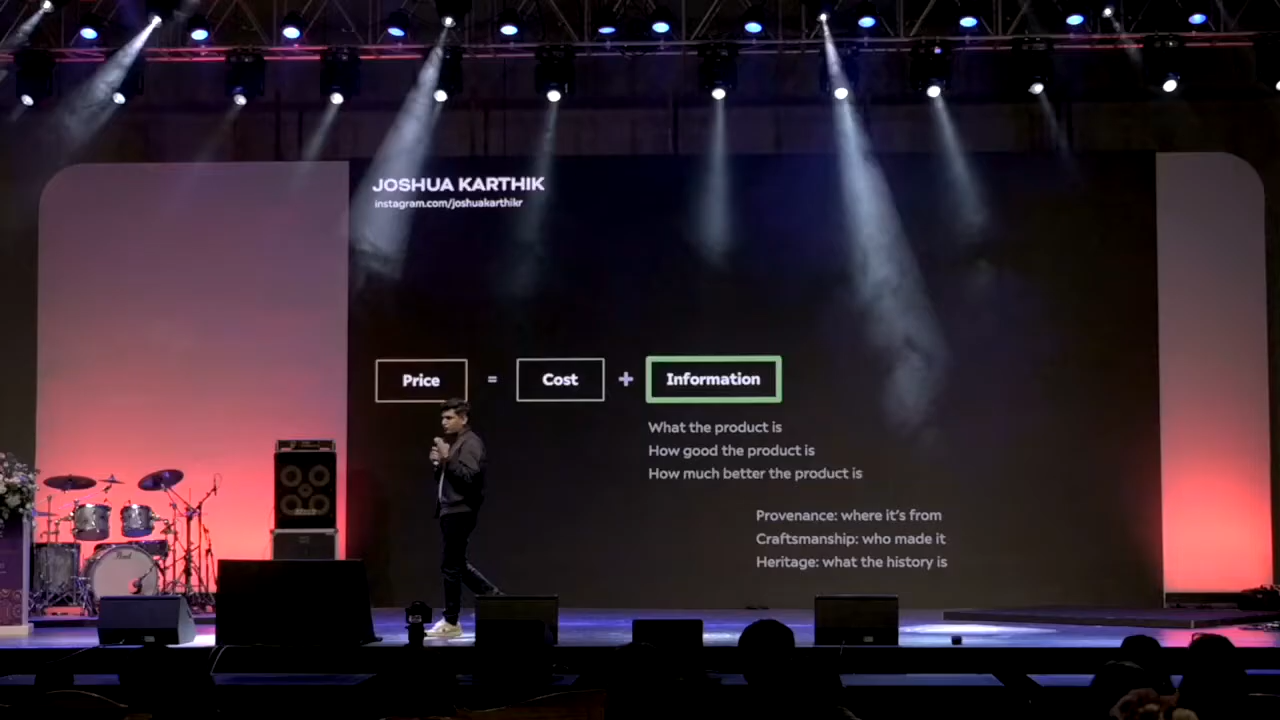 JOSHUA KARTHIK
instagram.com/joshuakarthikr
Price = Cost + Information
What the product is
How good the product is
How much better the product is
Provenance: where it's from
Craftsmanship: who made it
Heritage: what the history is
Pearl